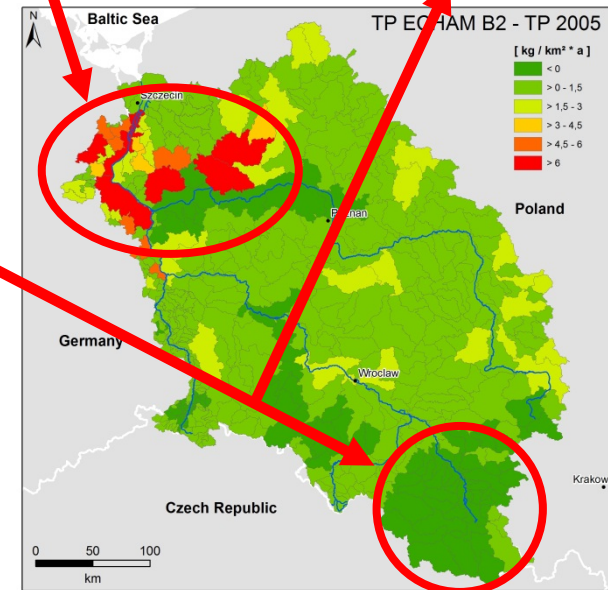 N
Baltic Sea
TP ECHAM B2 - TP 2005
[ kg / km² * a ]
< 0
> 0 - 1,5
> 1,5 - 3
> 3 - 4,5
> 4,5 - 6
> 6
Szczecin
Poznan
Poland
Germany
Wroclaw
Krakow
Czech Republic
0 50 100
km